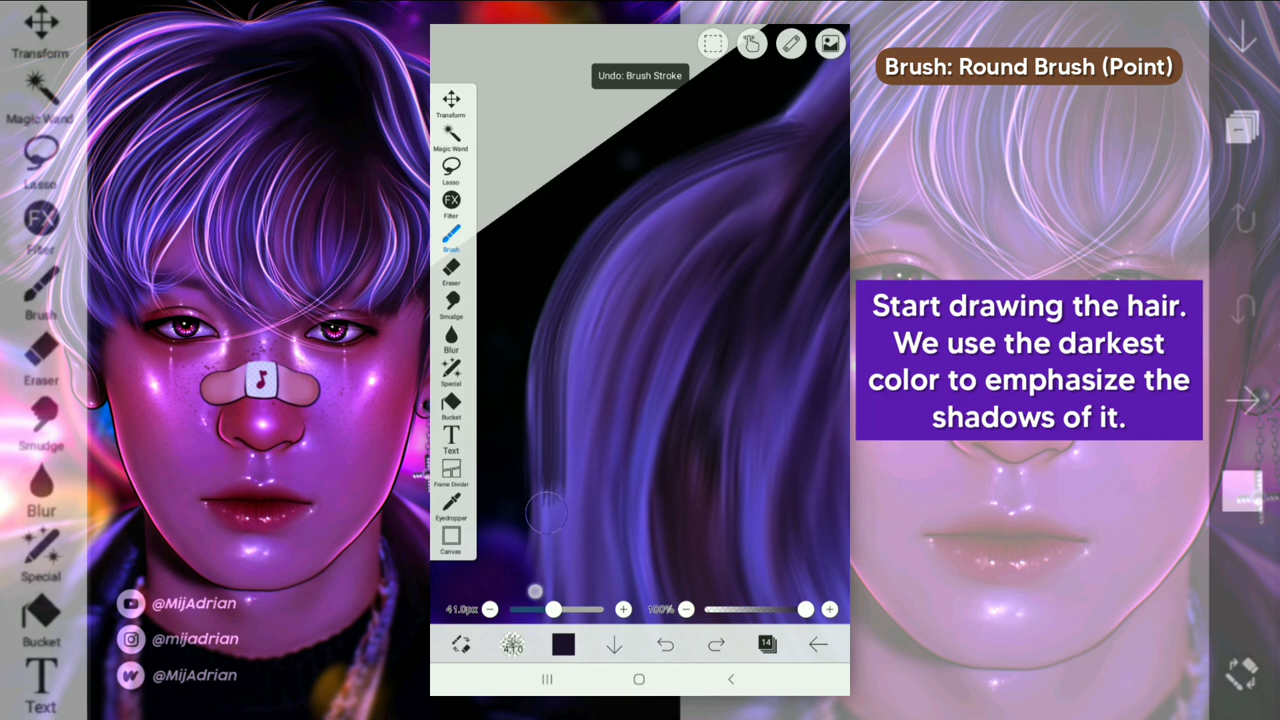 Transform
Magic Wand
Lasso
FX
Filter
Brush
Eraser
Smudge
Blur
Special
Bucket
Text
@MijAdrian
@mijadrian
@MijAdrian
Undo: Brush Stroke
Transform
Magic Wand
Lasso
FX
Filter
Brush
Eraser
Smudge
Blur
Special
Bucket
Text
Frame Divider
Eyedropper
Canvas
41.0px
100%
41.0
14
Brush: Round Brush (Point)
Start drawing the hair.
We use the darkest
color to emphasize the
shadows of it.